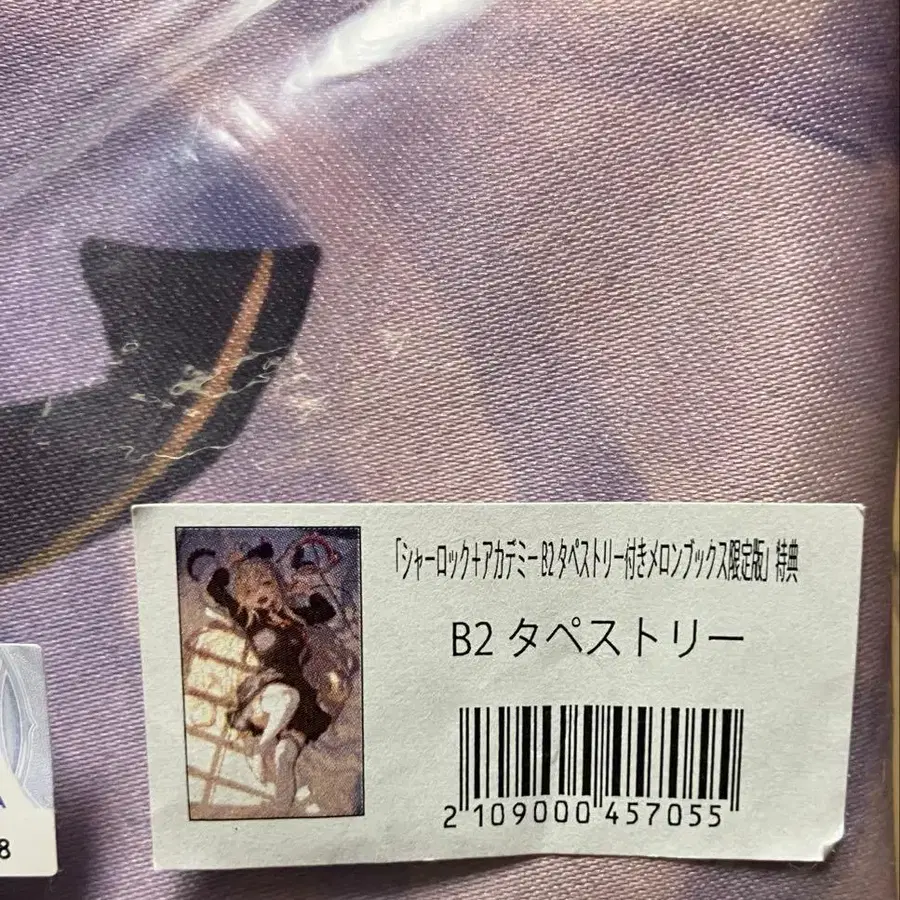 「シャーロック+アカデミー B2タペストリー付きメロンブックス限定版」特典
B2 タペストリー
2 109000 457055
A
8